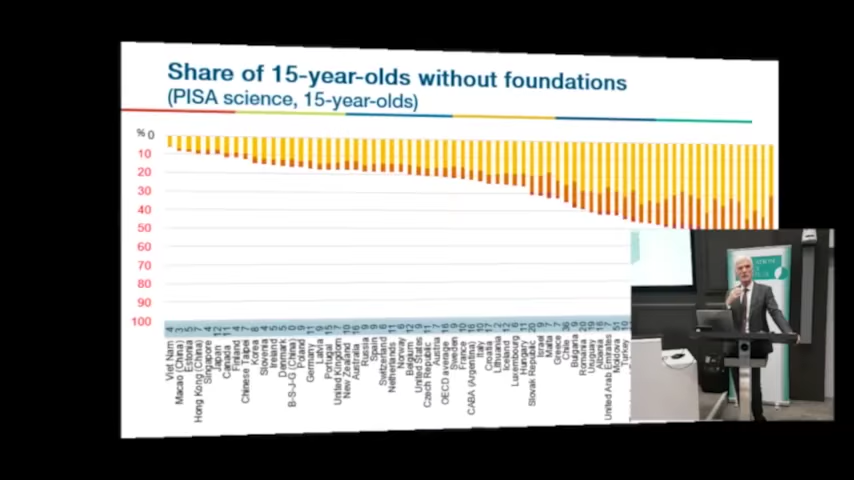 Share of 15-year-olds without foundations
(PISA science, 15-year-olds)
% 0
10
20
30
40
50
60
70
80
90
100
Viet Nam
Macao (China)
Estonia
Hong Kong (China)
Singapore
Japan
Canada
Finland
Chinese Taipei
Korea
Slovenia
Ireland
Denmark
B-S-J-G (China)
Poland
Germany
Latvia
Portugal
United Kingdom
New Zealand
Australia
Russia
Spain
Switzerland
Netherlands
Norway
Belgium
United States
Czech Republic
Austria
OECD average
Sweden
France
CABA (Argentina)
Italy
Croatia
Lithuania
Iceland
Luxembourg
Hungary
Slovak Republic
Israel
Malta
Greece
Chile
Bulgaria
Romania
Uruguay
Albania
United Arab Emirates
Moldova
Turkey